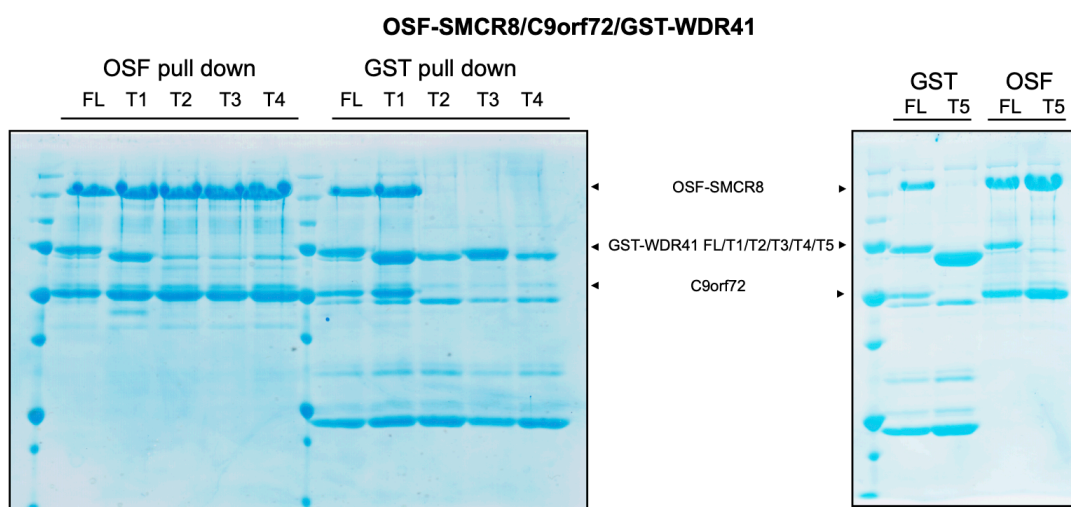 OSF-SMCR8/C9orf72/GST-WDR41
OSF pull down
GST pull down
FL T1 T2 T3 T4
FL T1 T2 T3 T4
GST OSF
FL T5 FL T5
OSF-SMCR8
GST-WDR41 FL/T1/T2/T3/T4/T5
C9orf72